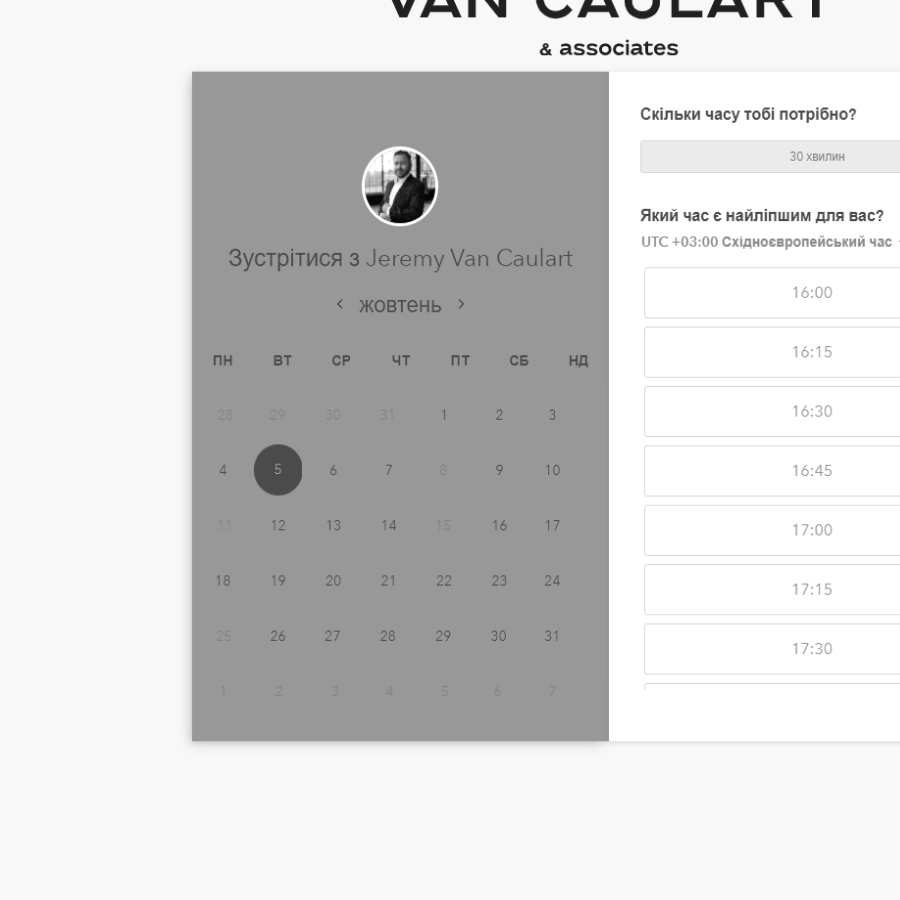 VAN CAULART
& associates
Зустрітися з Jeremy Van Caulart
жовтень
ПН ВТ СР ЧТ ПТ СБ НД
28 29 30 31 1 2 3
4 5 6 7 8 9 10
11 12 13 14 15 16 17
18 19 20 21 22 23 24
25 26 27 28 29 30 31
1 2 3 4 5 6 7
Скільки часу тобі потрібно?
30 хвилин
Який час є найліпшим для вас?
UTC +03:00 Східноєвропейський час
16:00
16:15
16:30
16:45
17:00
17:15
17:30